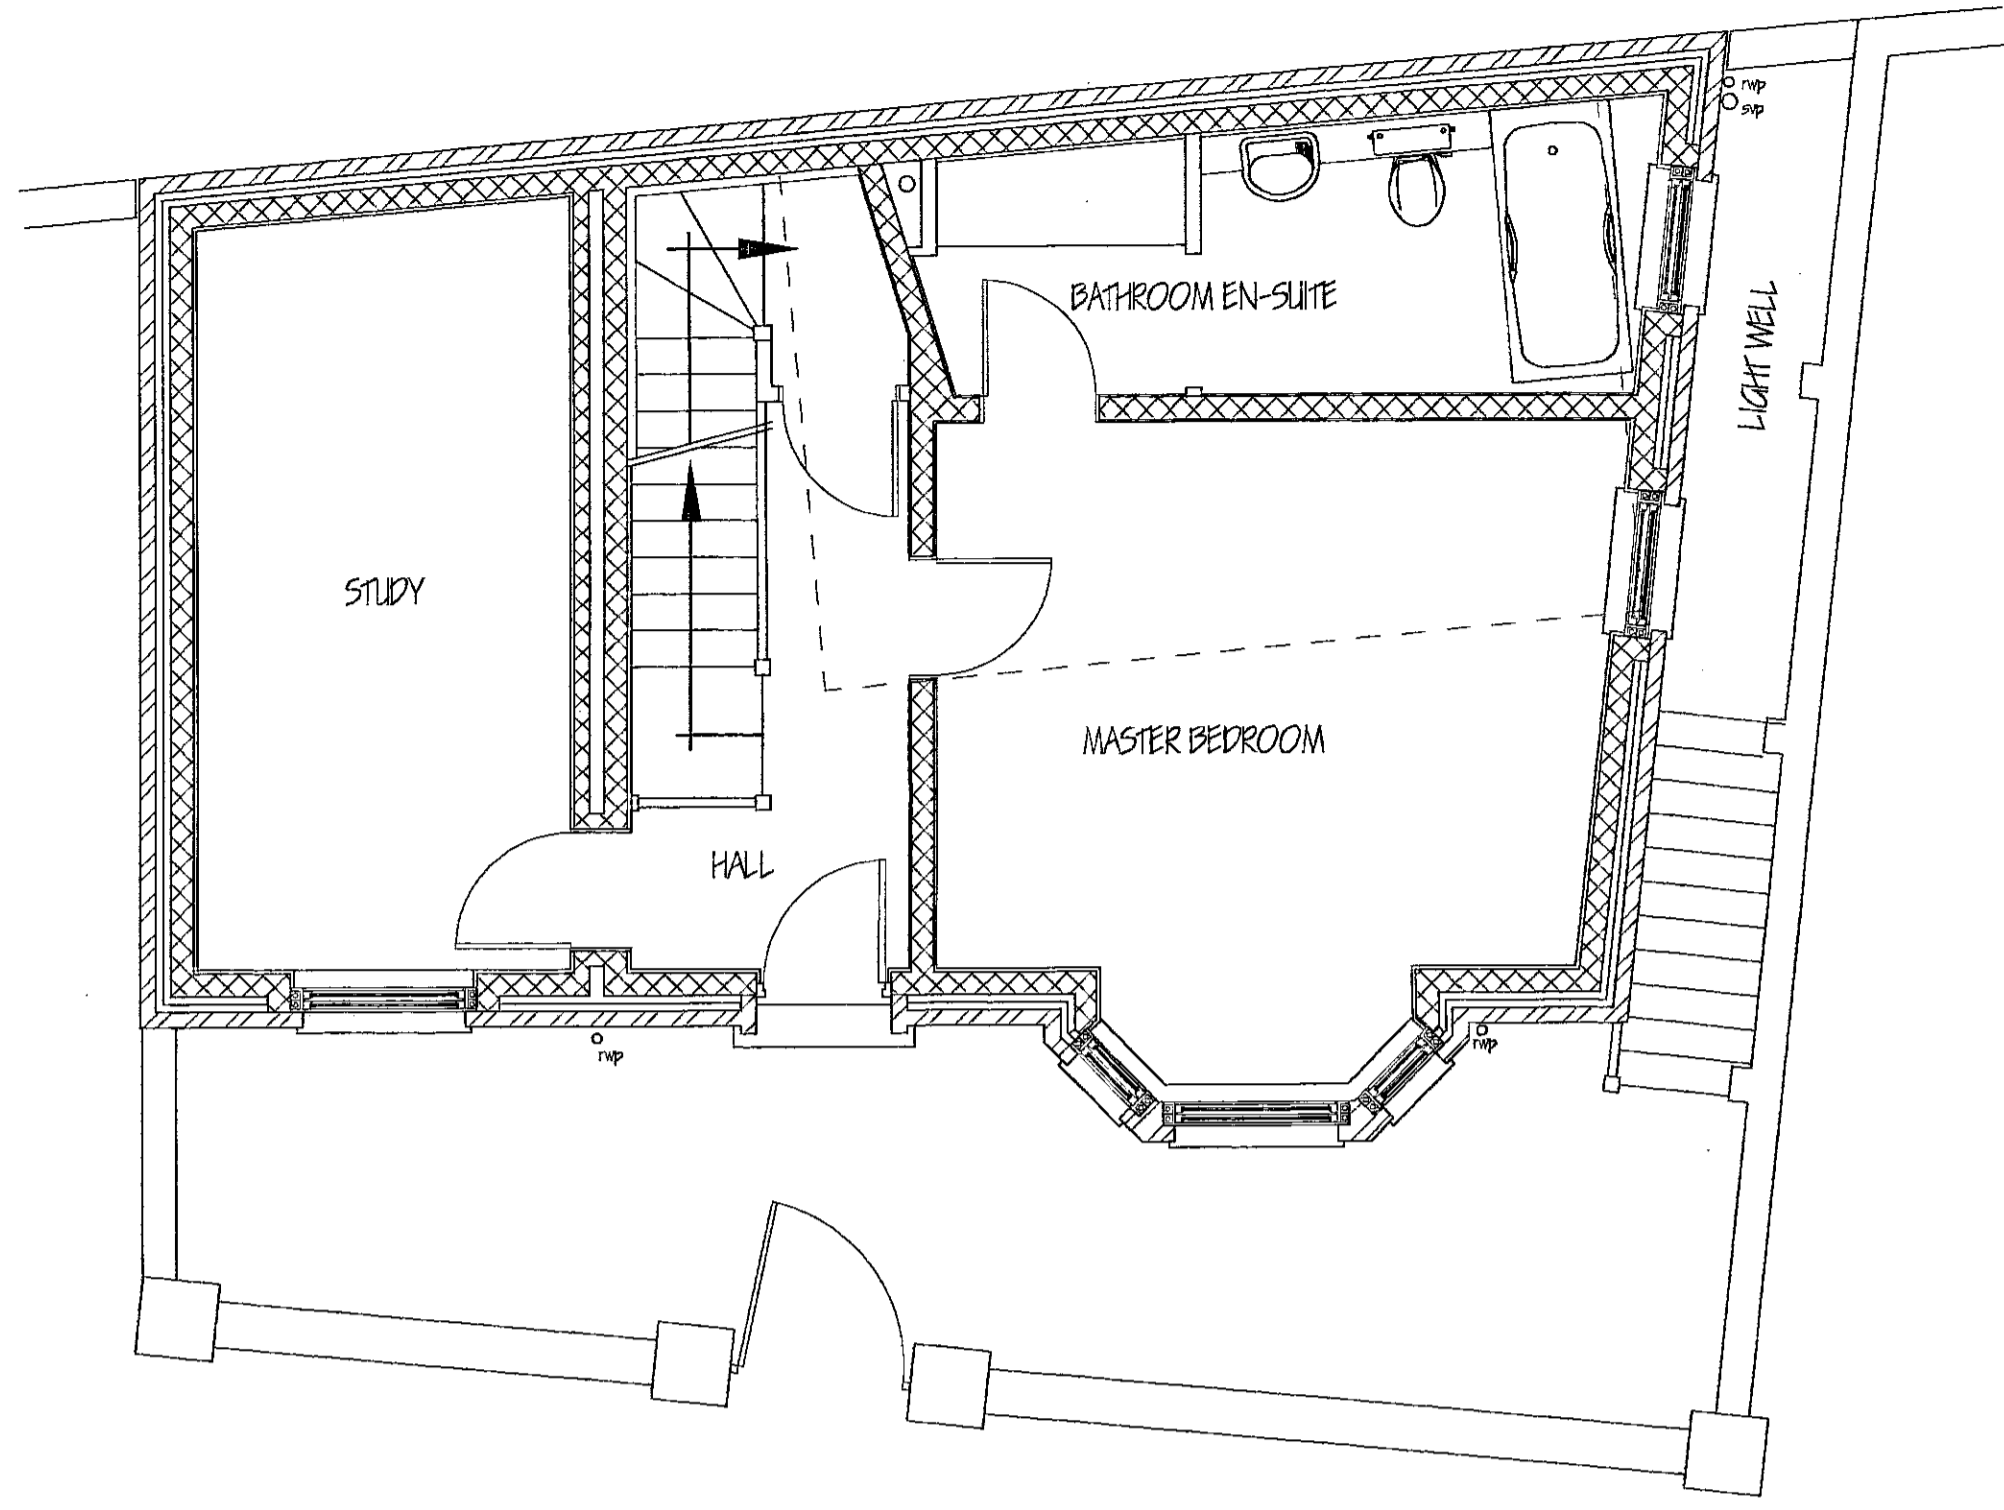 rwp
svp
BATHROOM EN-SUITE
LIGHT WELL
STUDY
MASTER BEDROOM
HALL
rwp
rwp